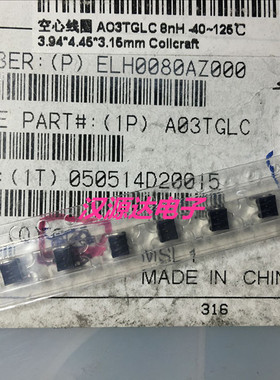 空心线圈 A03TGLC 8nH -40~125℃
3.94*4.45*3.15mm Coilcraft
BER:(P) ELH0080AZ000
E PART#:(1P) A03TGLC
:(1T) 050514D20015
汉源达电子
MSL 1
MADE IN CHIN
316